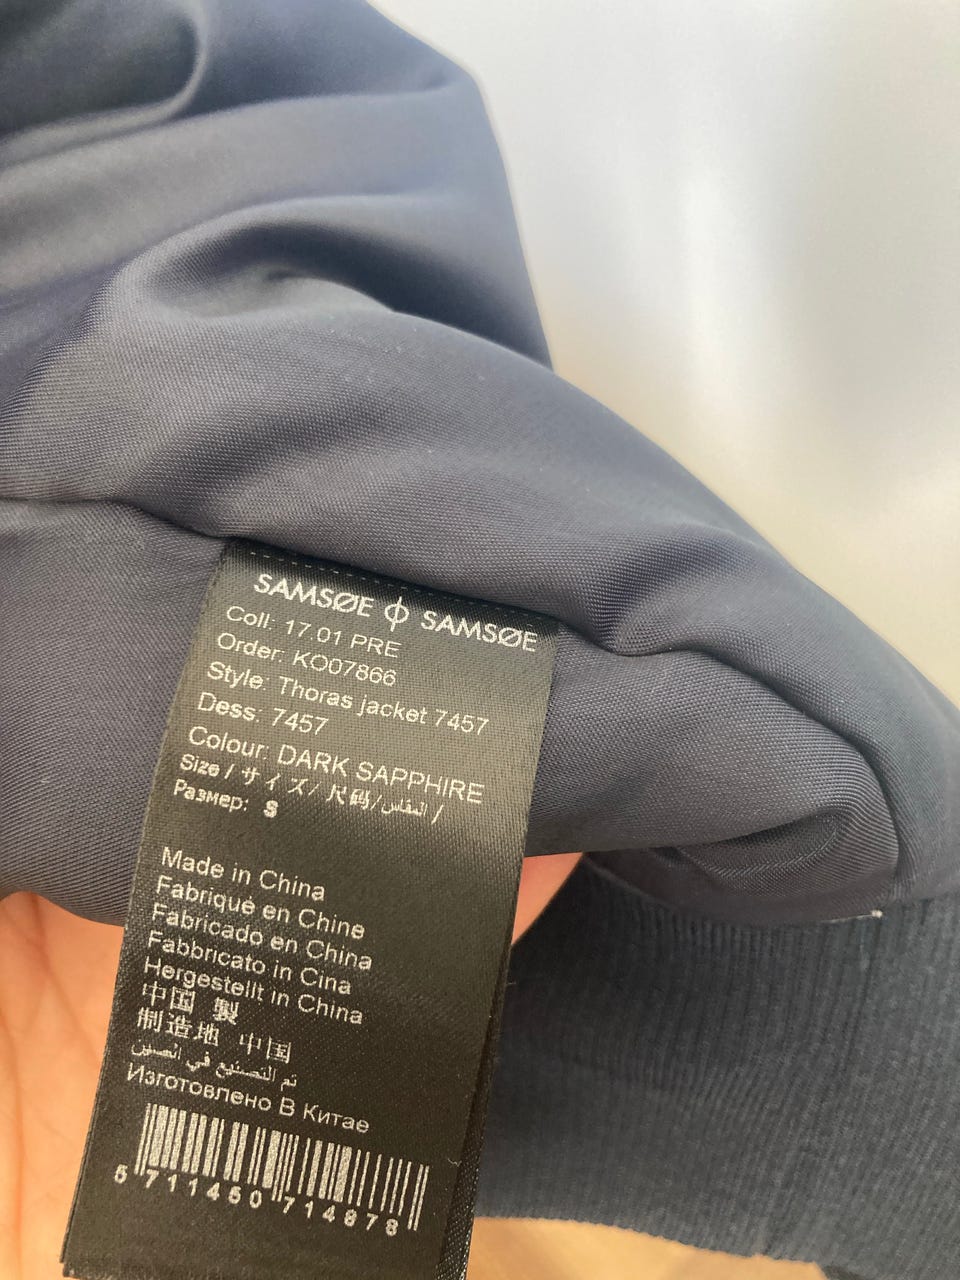 SAMSØE ϕ SAMSØE
Coll: 17.01 PRE
Order: KO07866
Style: Thoras jacket 7457
Dess: 7457
Colour: DARK SAPPHIRE
Size / サイズ/ 尺码/المقاس /
Размер: S
Made in China
Fabriqué en Chine
Fabricado en China
Fabbricato in Cina
Hergestellt in China
中国 製
制造地 中国
تم التصنيع في الصين
Изготовлено В Китае
5 711450 714878